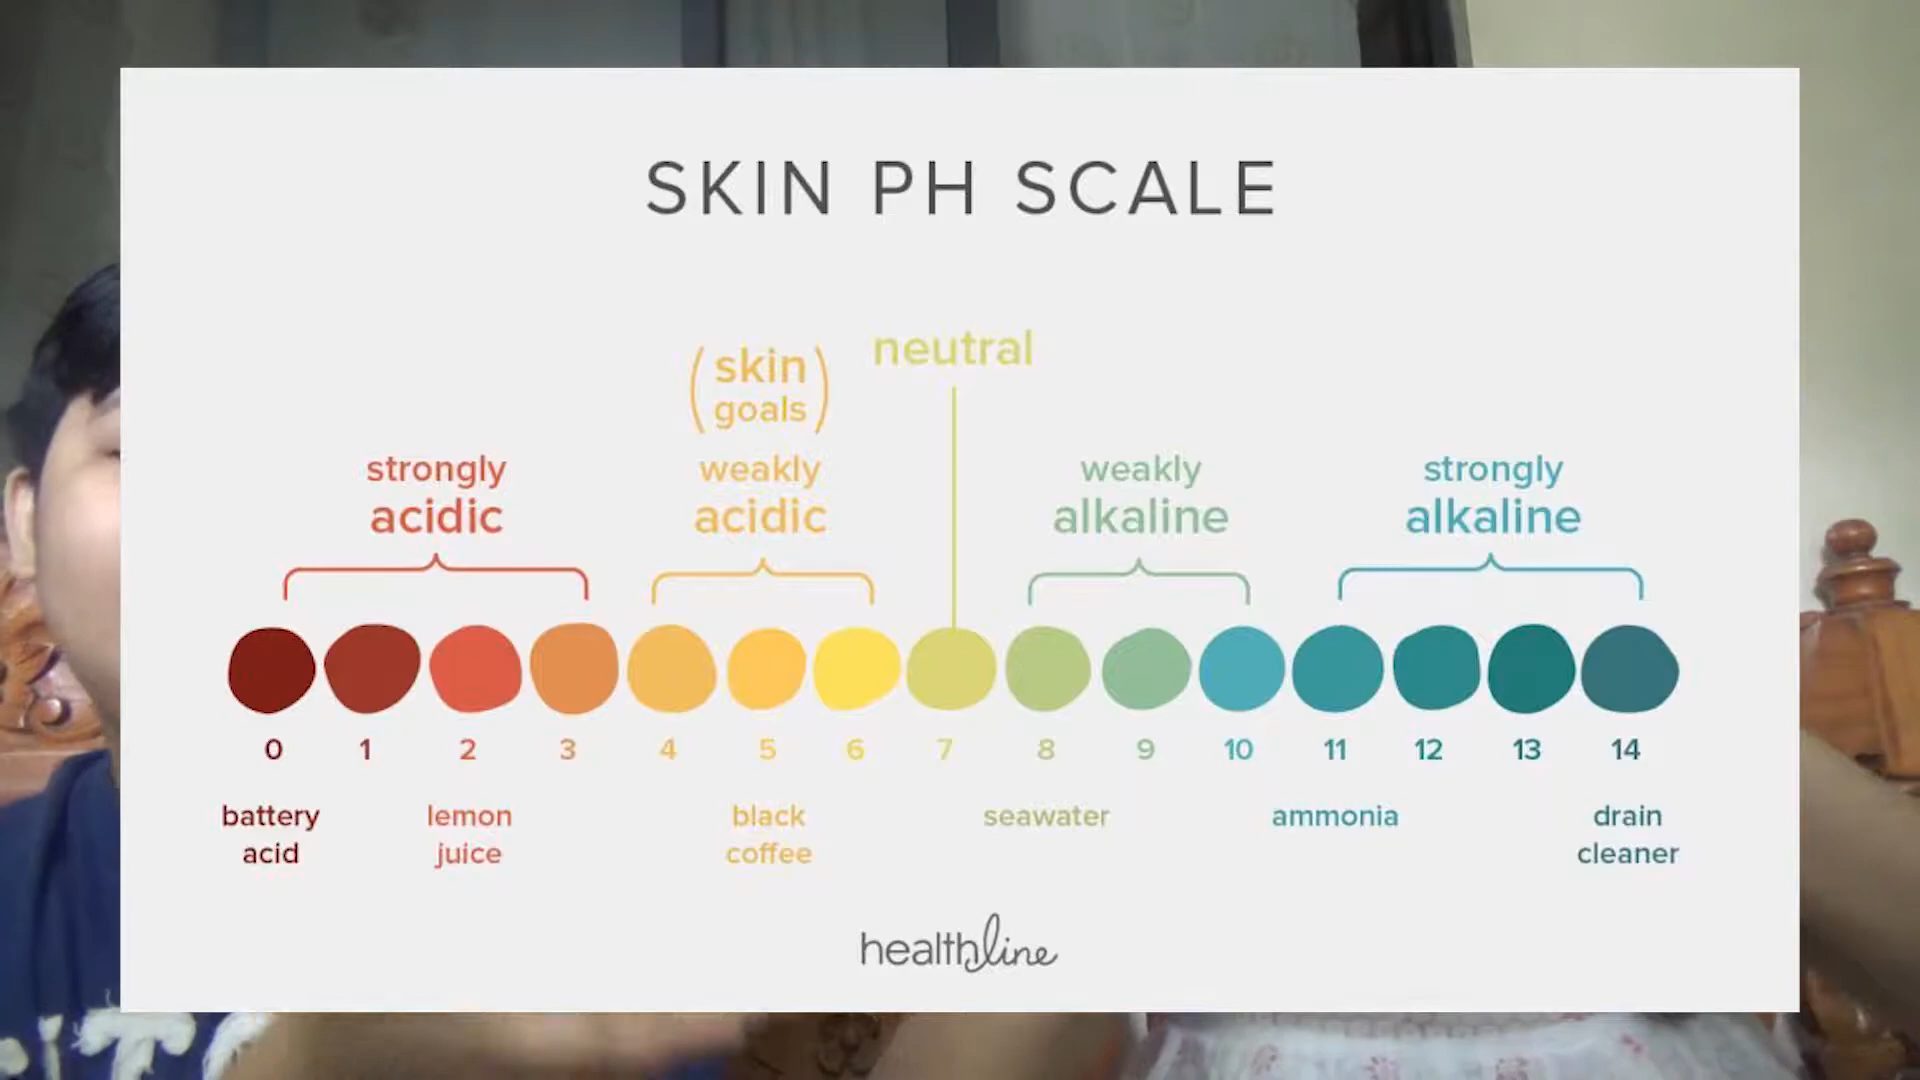 SKIN PH SCALE
(skin
goals)
neutral
strongly
acidic
weakly
acidic
weakly
alkaline
strongly
alkaline
0 1 2 3 4 5 6 7 8 9 10 11 12 13 14
battery
acid
lemon
juice
black
coffee
seawater
ammonia
drain
cleaner
healthline